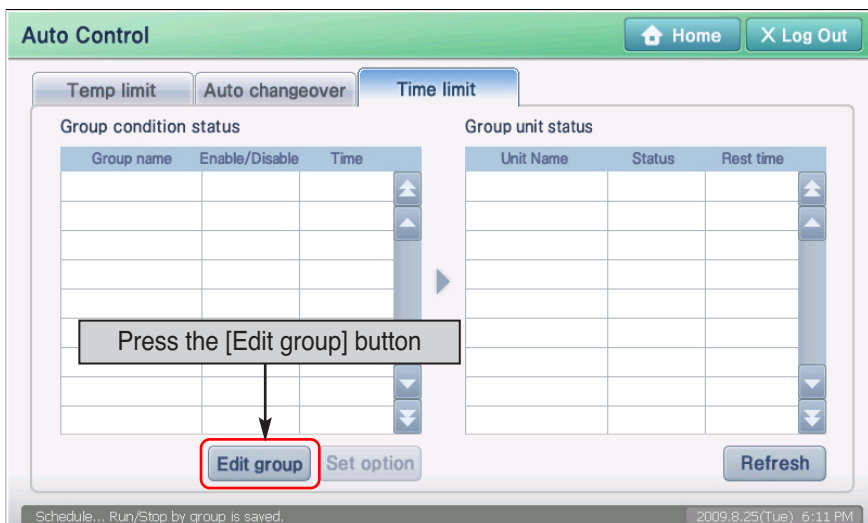 Auto Control
Home
X Log Out
Temp limit
Auto changeover
Time limit
Group condition status
Group unit status
Group name Enable/Disable Time
Unit Name Status Rest time
Press the [Edit group] button
Edit group
Set option
Refresh
Schedule... Run/Stop by group is saved.
2009.8.25(Tue) 6:11 PM